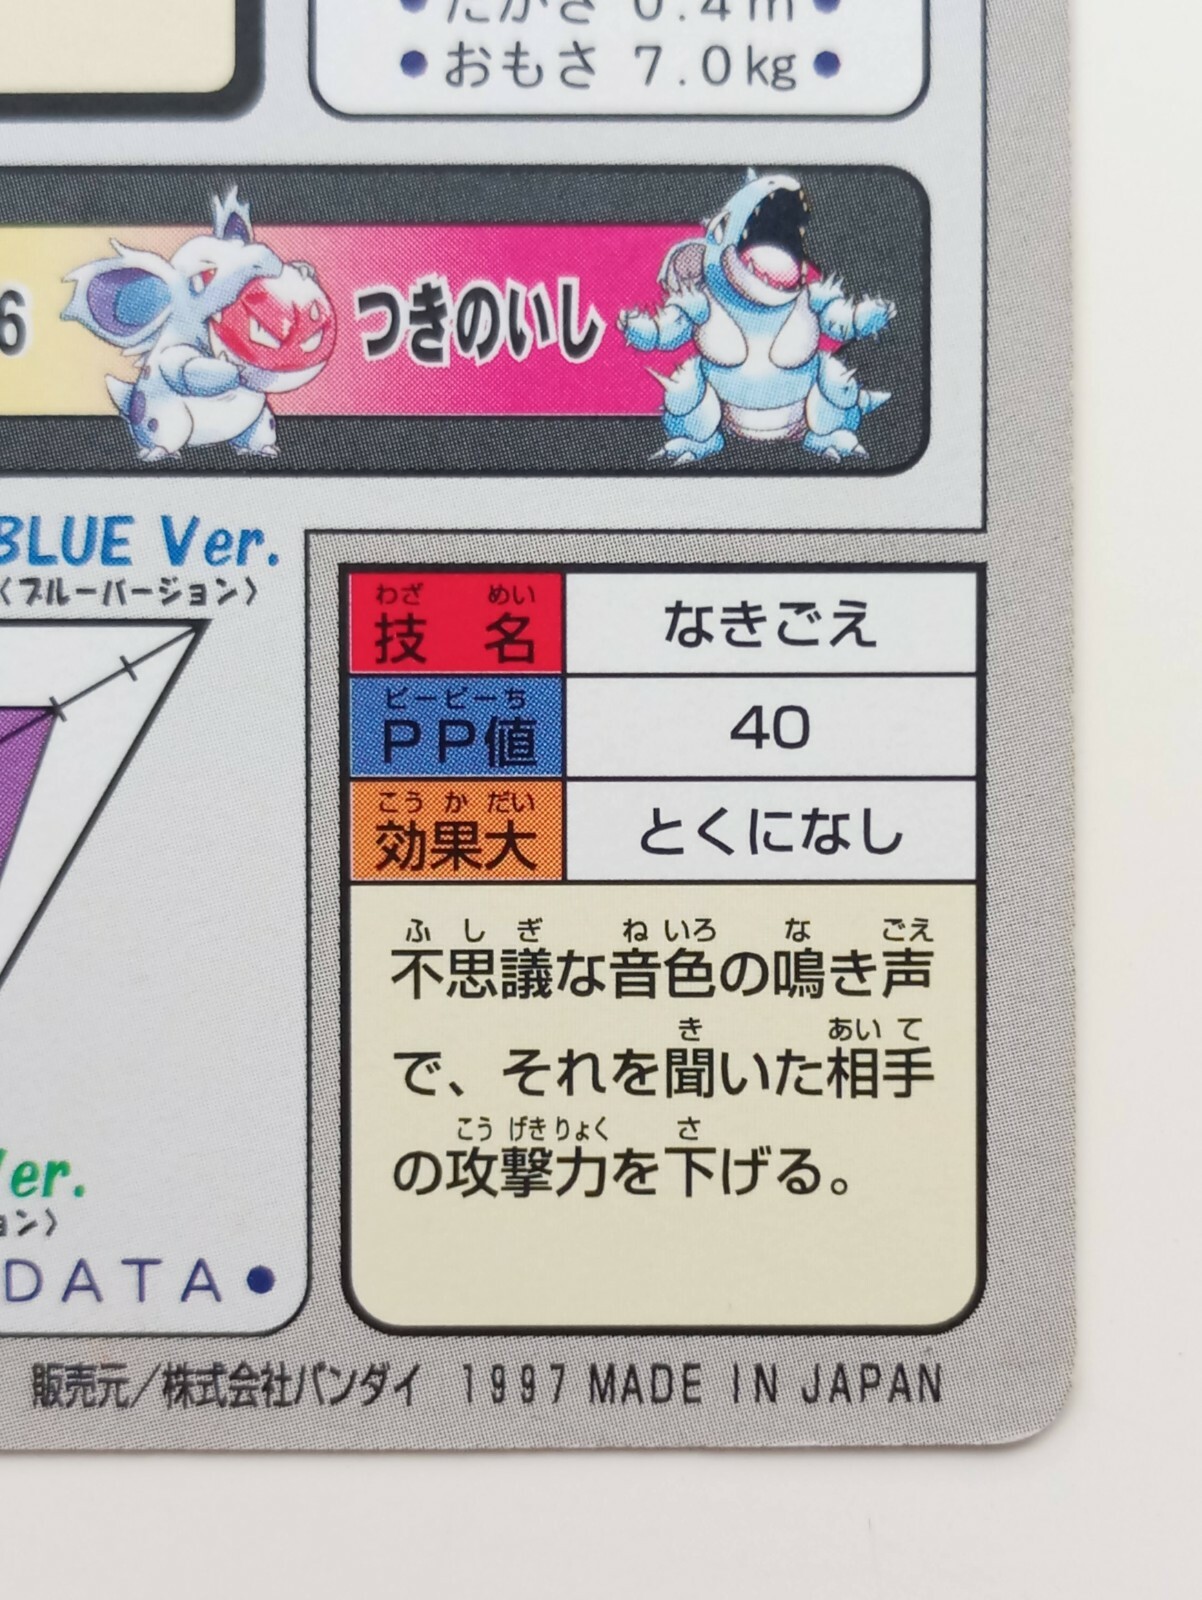 たかさ 0.4m
●おもさ 7.0kg●
6
つきのいし
BLUE Ver.
〈ブルーバージョン〉
わざ めい
技 名
なきごえ
ピーピーち
PP値
40
こうかだい
効果大
とくになし
ふしぎ ねいろ な ごえ
不思議な音色の鳴き声
き あいて
で、それを聞いた相手
こうげきりょく さ
の攻撃力を下げる。
er.
ョン〉
DATA●
販売元/株式会社バンダイ 1997 MADE IN JAPAN